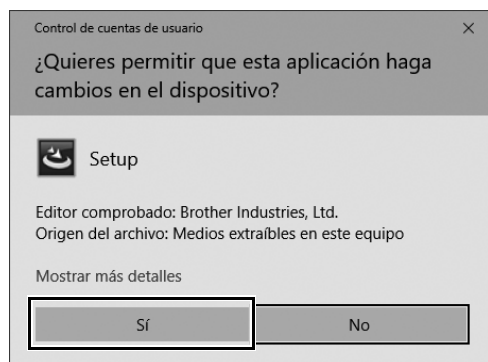 Control de cuentas de usuario
¿Quieres permitir que esta aplicación haga
cambios en el dispositivo?
Setup
Editor comprobado: Brother Industries, Ltd.
Origen del archivo: Medios extraíbles en este equipo
Mostrar más detalles
Sí
No